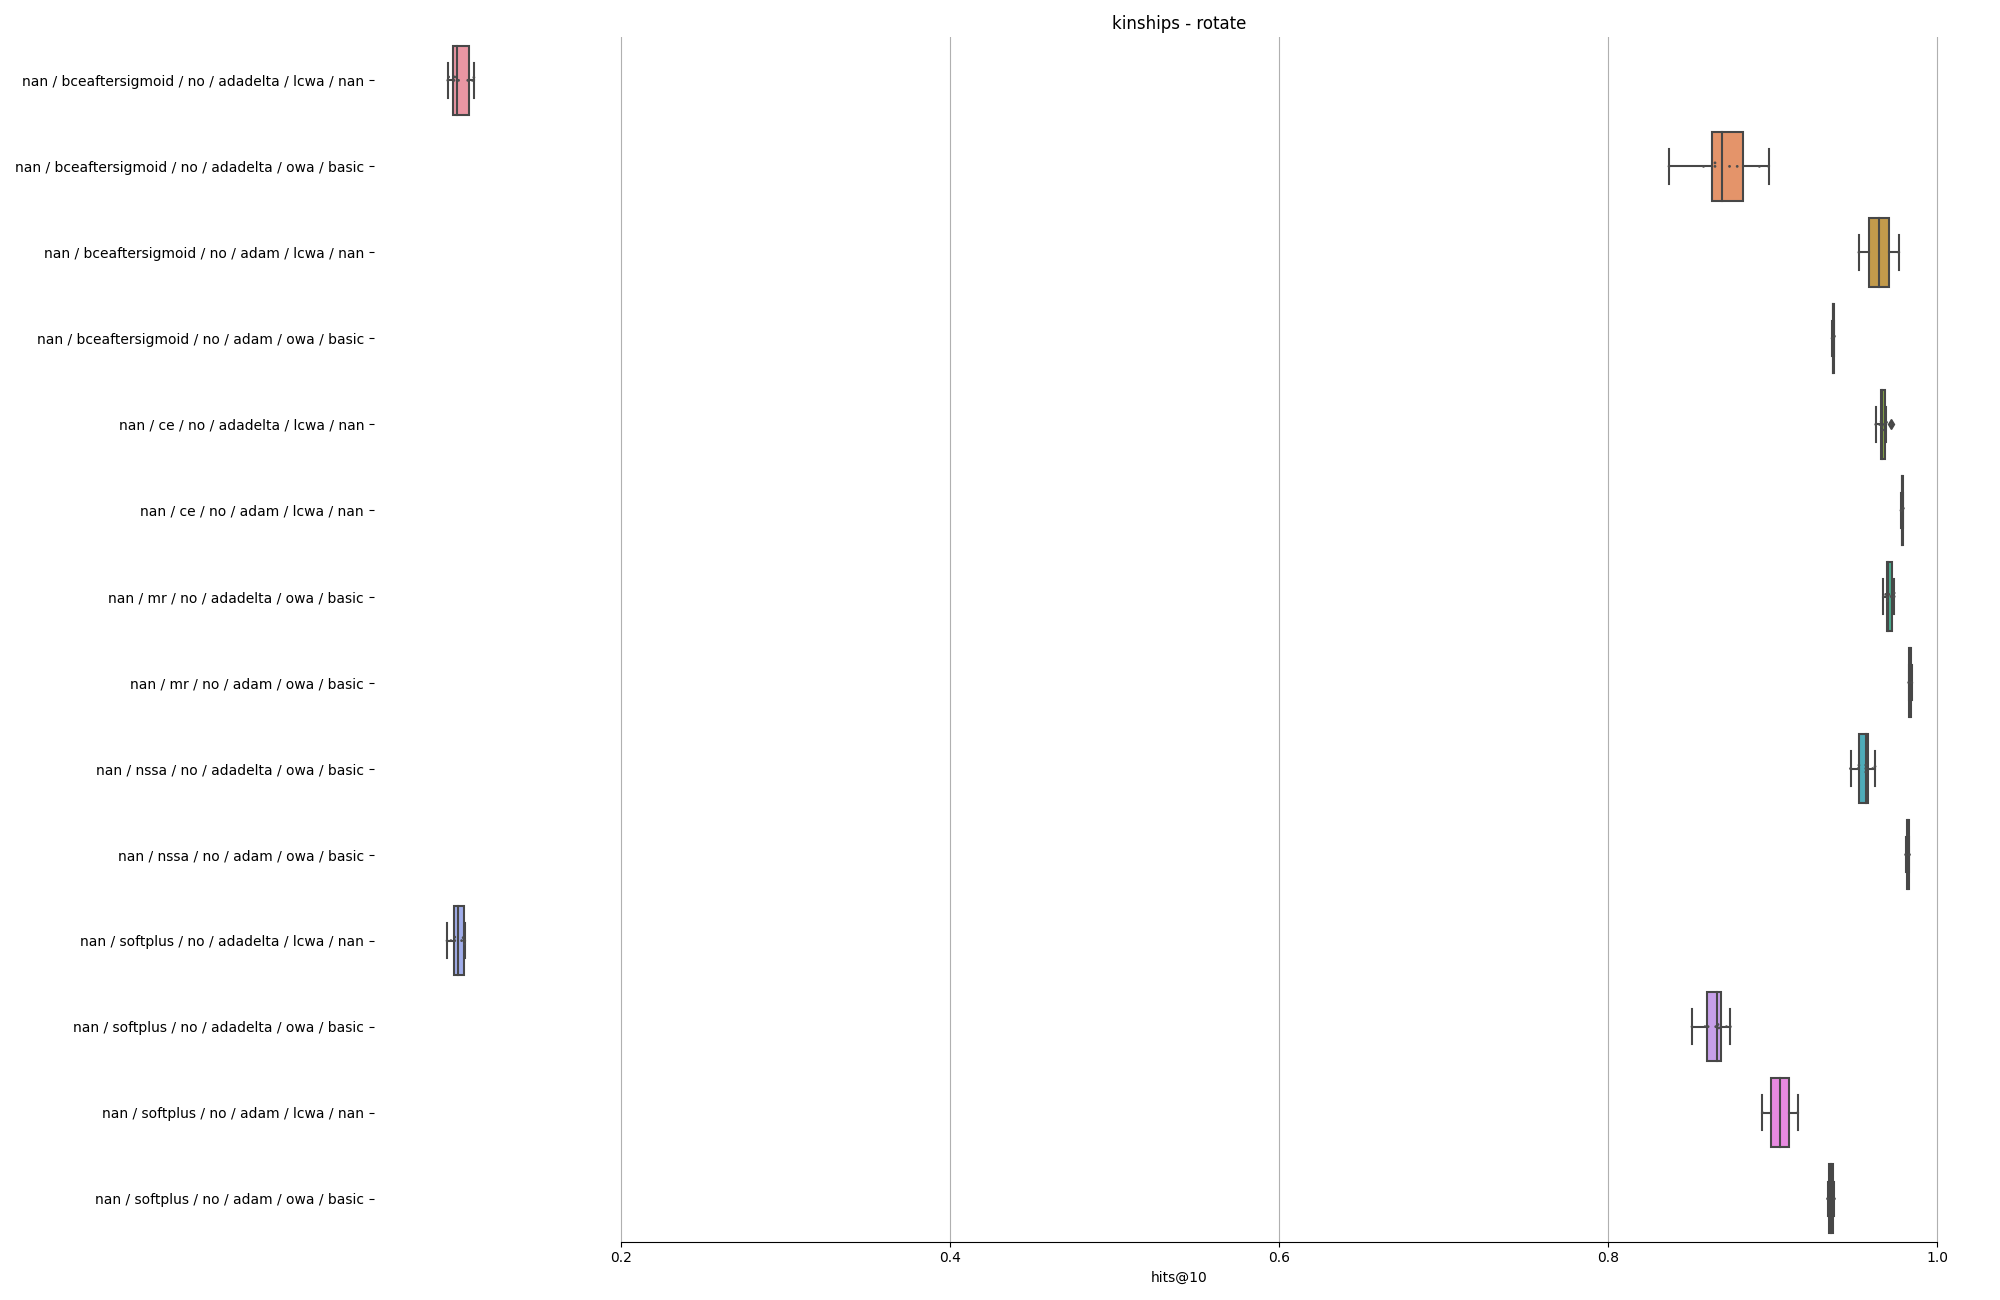 kinships - rotate
nan / bceaftersigmoid / no / adadelta / lcwa / nan
nan / bceaftersigmoid / no / adadelta / owa / basic
nan / bceaftersigmoid / no / adam / lcwa / nan
nan / bceaftersigmoid / no / adam / owa / basic
nan / ce / no / adadelta / lcwa / nan
nan / ce / no / adam / lcwa / nan
nan / mr / no / adadelta / owa / basic
nan / mr / no / adam / owa / basic
nan / nssa / no / adadelta / owa / basic
nan / nssa / no / adam / owa / basic
nan / softplus / no / adadelta / lcwa / nan
nan / softplus / no / adadelta / owa / basic
nan / softplus / no / adam / lcwa / nan
nan / softplus / no / adam / owa / basic
0.2 0.4 0.6 0.8 1.0
hits@10